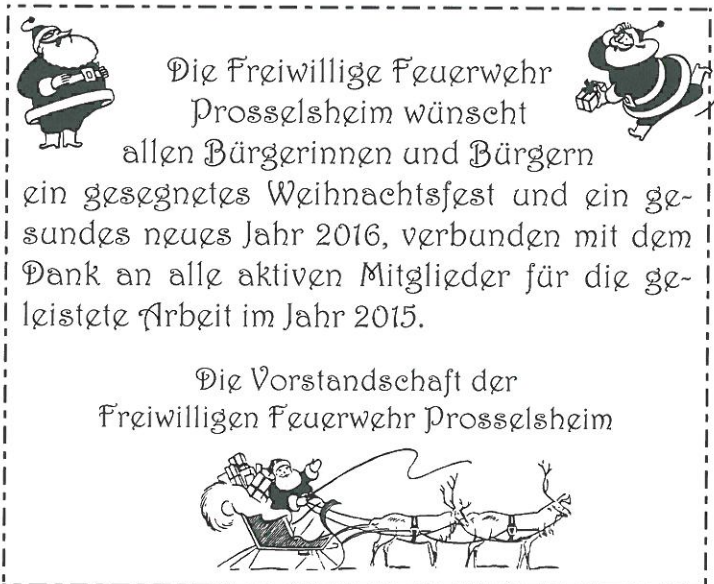 Die Freiwillige Feuerwehr
Prosselsheim wünscht
allen Bürgerinnen und Bürgern
ein gesegnetes Weihnachtsfest und ein ge-
sundes neues Jahr 2016, verbunden mit dem
Dank an alle aktiven Mitglieder für die ge-
leistete Arbeit im Jahr 2015.
Die Vorstandschaft der
Freiwilligen Feuerwehr Prosselsheim